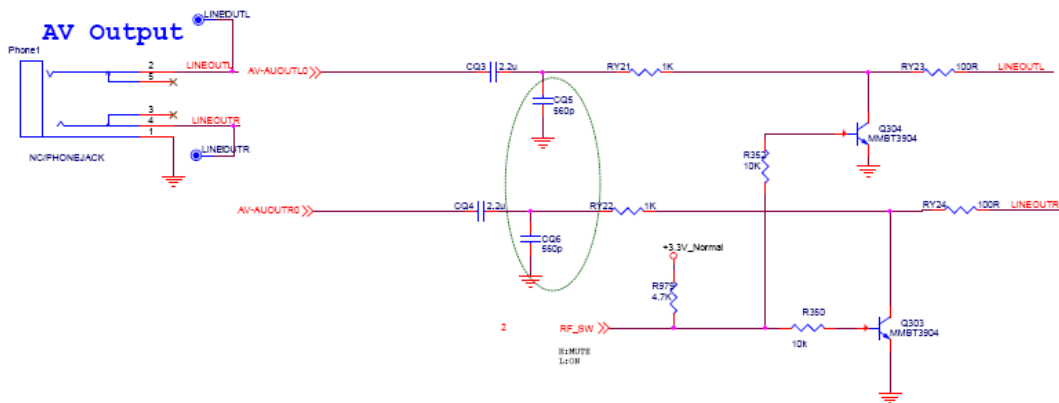 LINEOUTL
AV Output
Phone1
2
LINEOUTL
5
3
4
LINEOUTR
1
LINEOUTR
NC/PHONEJACK
AV-AUOUTL0
CQ3
2.2u
CQ5
560p
RY21
1K
RY23
100R
LINEOUTL
Q304
MMBT3904
R352
10K
AV-AUOUTR0
CQ4
2.2u
CQ6
560p
RY22
1K
RY24
100R
LINEOUTR
+3.3V_Normal
R979
4.7K
2
RF_SW
H:MUTE
L:ON
R350
10k
Q303
MMBT3904